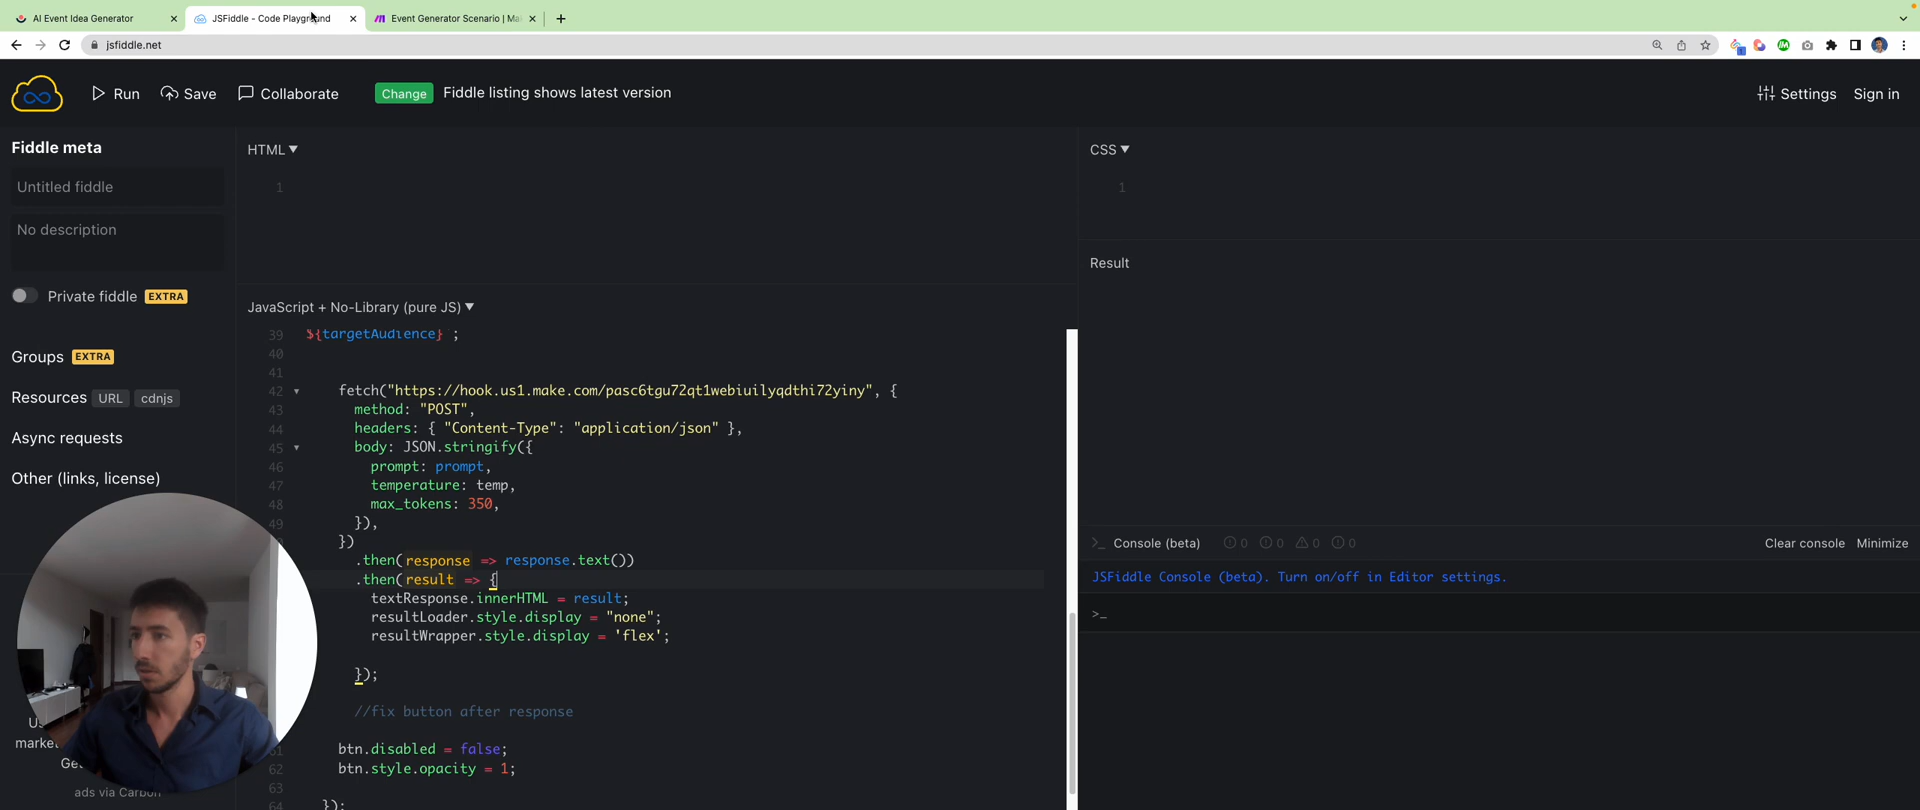 AI Event Idea Generator
JSFiddle - Code Playground
Event Generator Scenario | Ma
jsfiddle.net
Run
Save
Collaborate
Change
Fiddle listing shows latest version
Settings
Sign in
Fiddle meta
Untitled fiddle
No description
Private fiddle EXTRA
Groups EXTRA
Resources URL cdnjs
Async requests
Other (links, license)
Us
market
Ge
ads via Carbon
HTML
1
CSS
1
Result
JavaScript + No-Library (pure JS)
39 ${targetAudience} `;
40
41
42 fetch("https://hook.us1.make.com/pasc6tgu72qt1webiuilyqdthi72yiny", {
43 method: "POST",
44 headers: { "Content-Type": "application/json" },
45 body: JSON.stringify({
46 prompt: prompt,
47 temperature: temp,
48 max_tokens: 350,
49 }),
})
.then(response => response.text())
.then(result => {
textResponse.innerHTML = result;
resultLoader.style.display = "none";
resultWrapper.style.display = 'flex';
});
//fix button after response
61 btn.disabled = false;
62 btn.style.opacity = 1;
63
64 });
>_ Console (beta) 0 0 0 0
Clear console Minimize
JSFiddle Console (beta). Turn on/off in Editor settings.
>_